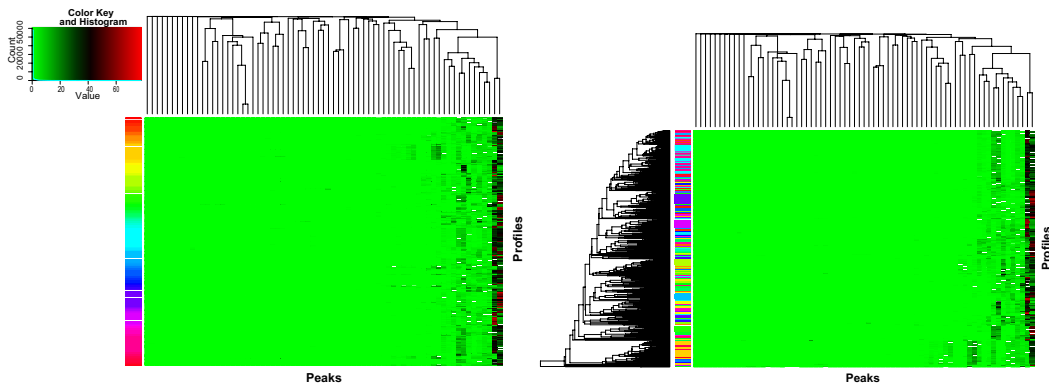 Color Key
and Histogram
Count
0 20000 50000
0 20 40 60
Value
Profiles
Peaks
Profiles
Peaks